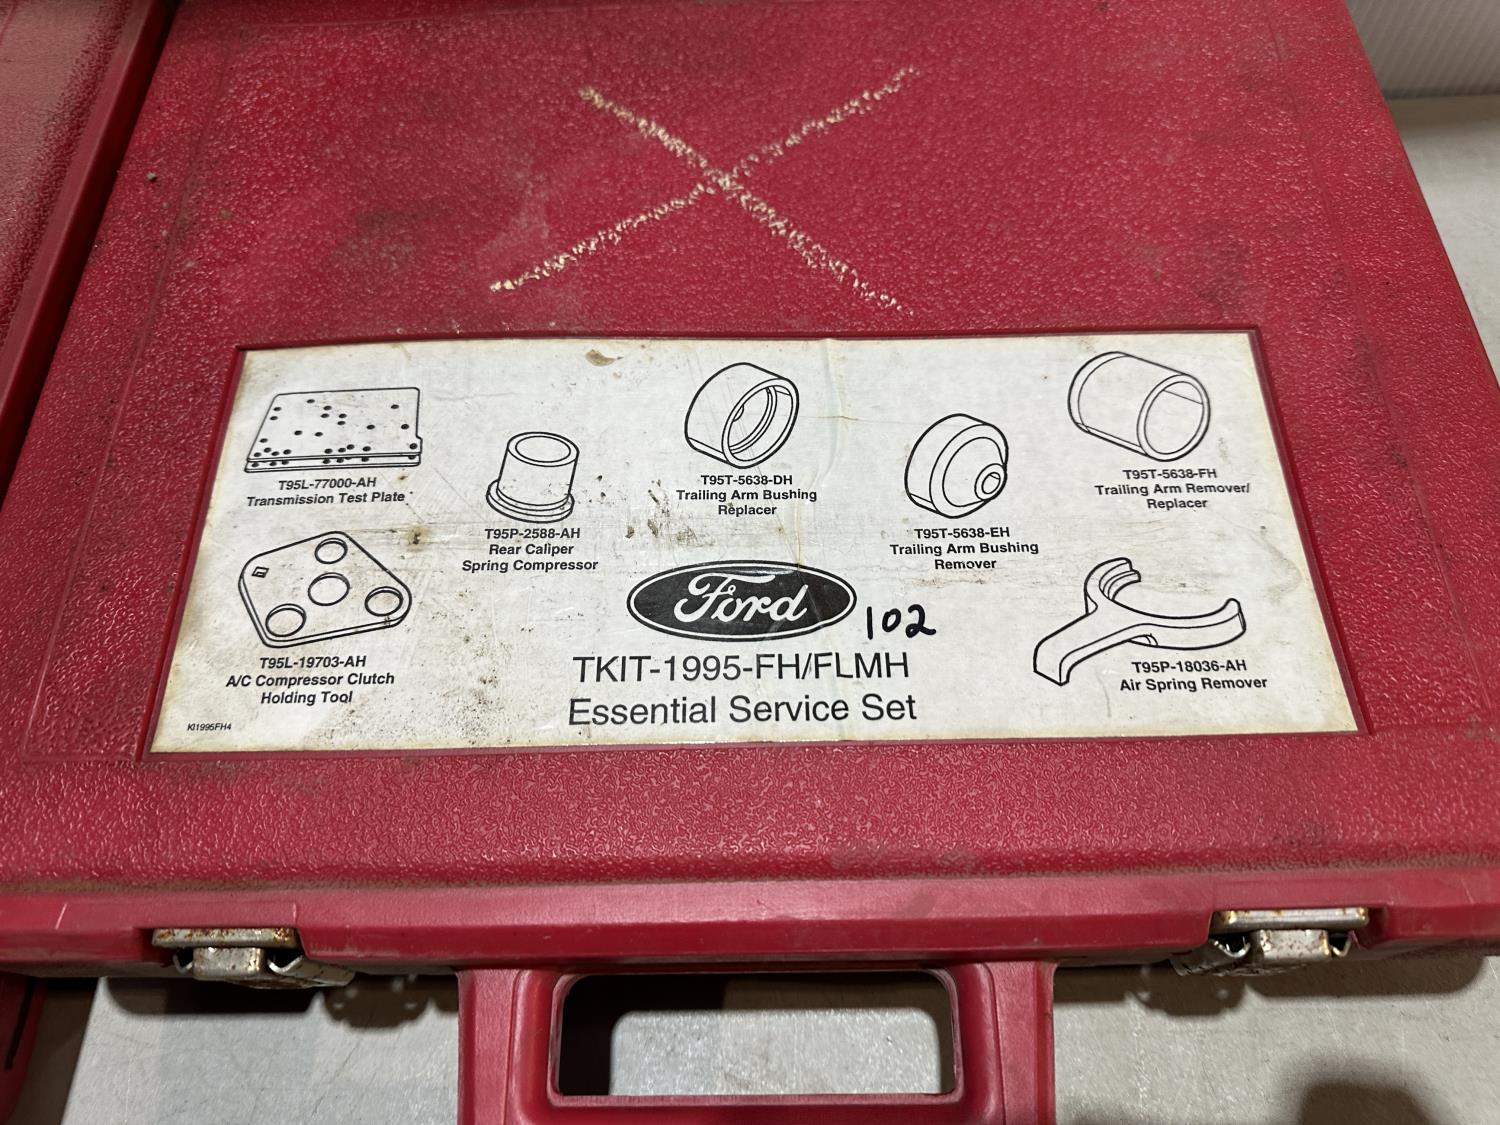 T95L-77000-AH
Transmission Test Plate
T95P-2588-AH
Rear Caliper
Spring Compressor
T95T-5638-DH
Trailing Arm Bushing
Replacer
T95T-5638-EH
Trailing Arm Bushing
Remover
T95T-5638-FH
Trailing Arm Remover/
Replacer
T95L-19703-AH
A/C Compressor Clutch
Holding Tool
Ford
102
TKIT-1995-FH/FLMH
Essential Service Set
T95P-18036-AH
Air Spring Remover
KI1995FH4